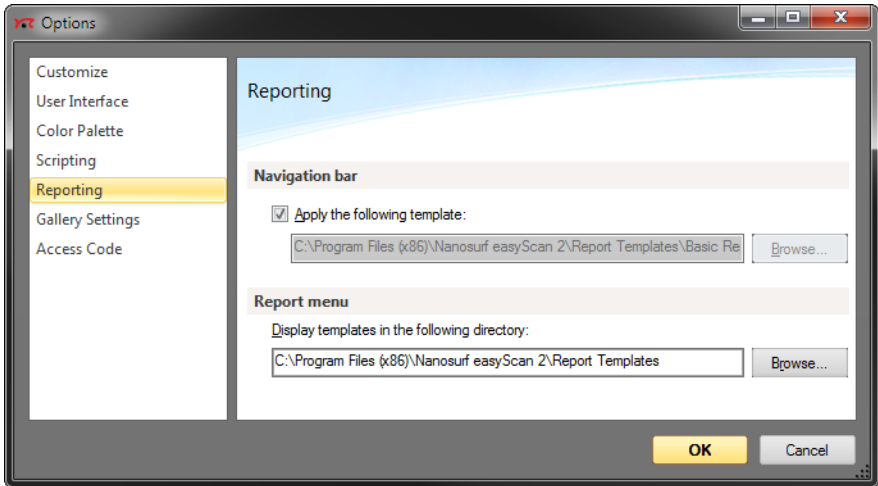 Options
Customize
User Interface
Color Palette
Scripting
Reporting
Gallery Settings
Access Code
Reporting
Navigation bar
Apply the following template:
C:\Program Files (x86)\Nanosurf easyScan 2\Report Templates\Basic Re
Browse...
Report menu
Display templates in the following directory:
C:\Program Files (x86)\Nanosurf easyScan 2\Report Templates
Browse...
OK
Cancel